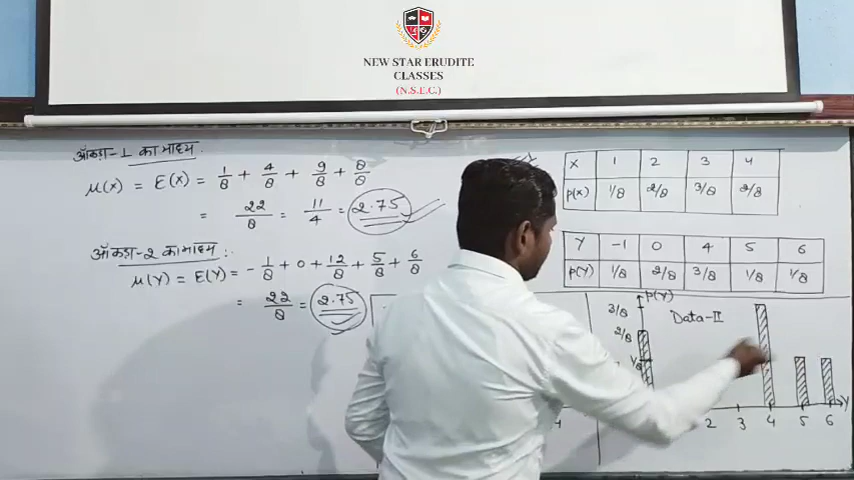 NEW STAR ERUDITE
CLASSES
(N.S.E.C.)
आँकड़ा-1 का माध्य
μ(X) = E(X) = 1/8 + 4/8 + 9/8 + 8/8
= 22/8 = 11/4 = 2.75
आँकड़ा-2 का माध्य :-
μ(Y) = E(Y) = - 1/8 + 0 + 12/8 + 5/8 + 6/8
= 22/8 = 2.75
X 1 2 3 4
P(X) 1/8 2/8 3/8 2/8
Y -1 0 4 5 6
P(Y) 1/8 2/8 3/8 1/8 1/8
P(Y)
3/8
Data-II
2/8
2 3 4 5 6 Y